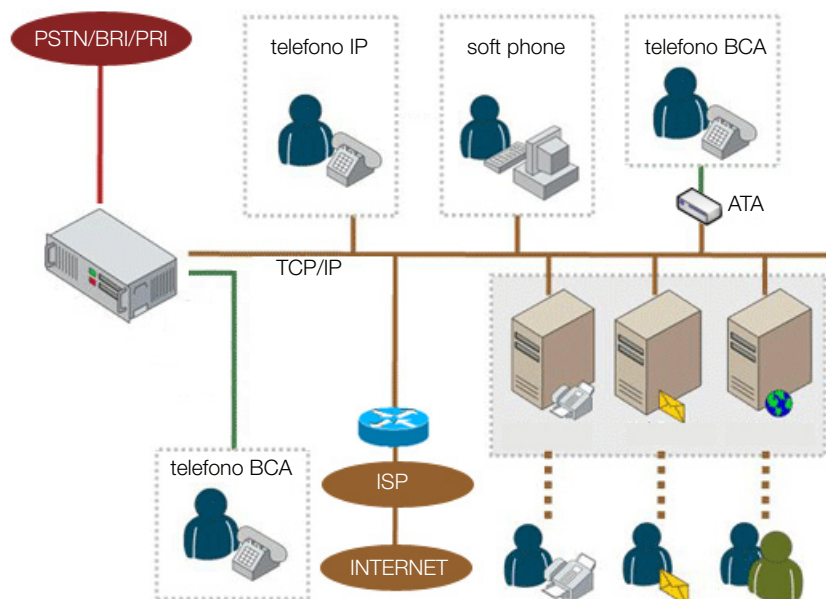 PSTN/BRI/PRI
telefono IP
soft phone
telefono BCA
ATA
TCP/IP
telefono BCA
ISP
INTERNET